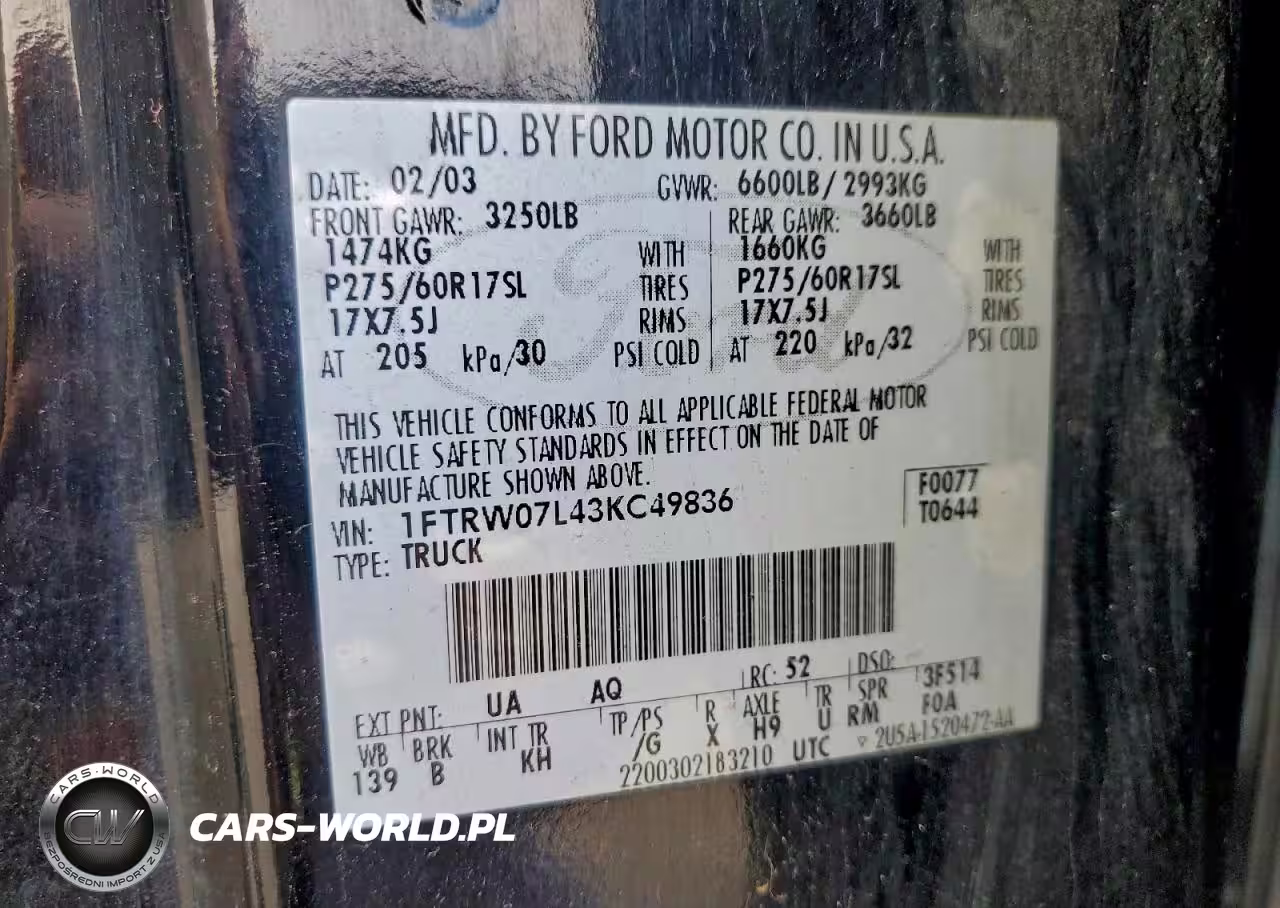 MFD. BY FORD MOTOR CO. IN U.S.A.
DATE: 02/03 GVWR: 6600LB/2993KG
FRONT GAWR: 3250LB REAR GAWR: 3660LB
1474KG WITH 1660KG WITH
P275/60R17SL TIRES P275/60R17SL TIRES
17X7.5J RIMS 17X7.5J RIMS
AT 205 kPa/30 PSI COLD AT 220 kPa/32 PSI COLD
THIS VEHICLE CONFORMS TO ALL APPLICABLE FEDERAL MOTOR
VEHICLE SAFETY STANDARDS IN EFFECT ON THE DATE OF
MANUFACTURE SHOWN ABOVE.
F0077
VIN: 1FTRW07L43KC49836 T0644
TYPE: TRUCK
EXT PNT: UA AQ RC: 52 DSO: 3F514
WB BRK INT TR TP/PS R AXLE TR SPR F0A
139 B KH /G X H9 U RM
2200302183210 UTC ▽ 2U5A-1520472-AA
CARS-WORLD
CW
BEZPOŚREDNI IMPORT Z USA
CARS-WORLD.PL